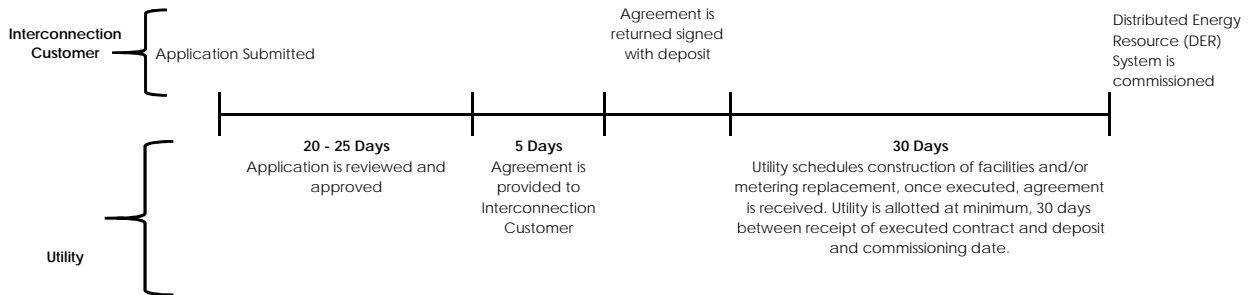 Interconnection
Customer
Application Submitted
Agreement is
returned signed
with deposit
Distributed Energy
Resource (DER)
System is
commissioned
20 - 25 Days
Application is reviewed and
approved
5 Days
Agreement is
provided to
Interconnection
Customer
30 Days
Utility schedules construction of facilities and/or
metering replacement, once executed, agreement
is received. Utility is allotted at minimum, 30 days
between receipt of executed contract and deposit
and commissioning date.
Utility